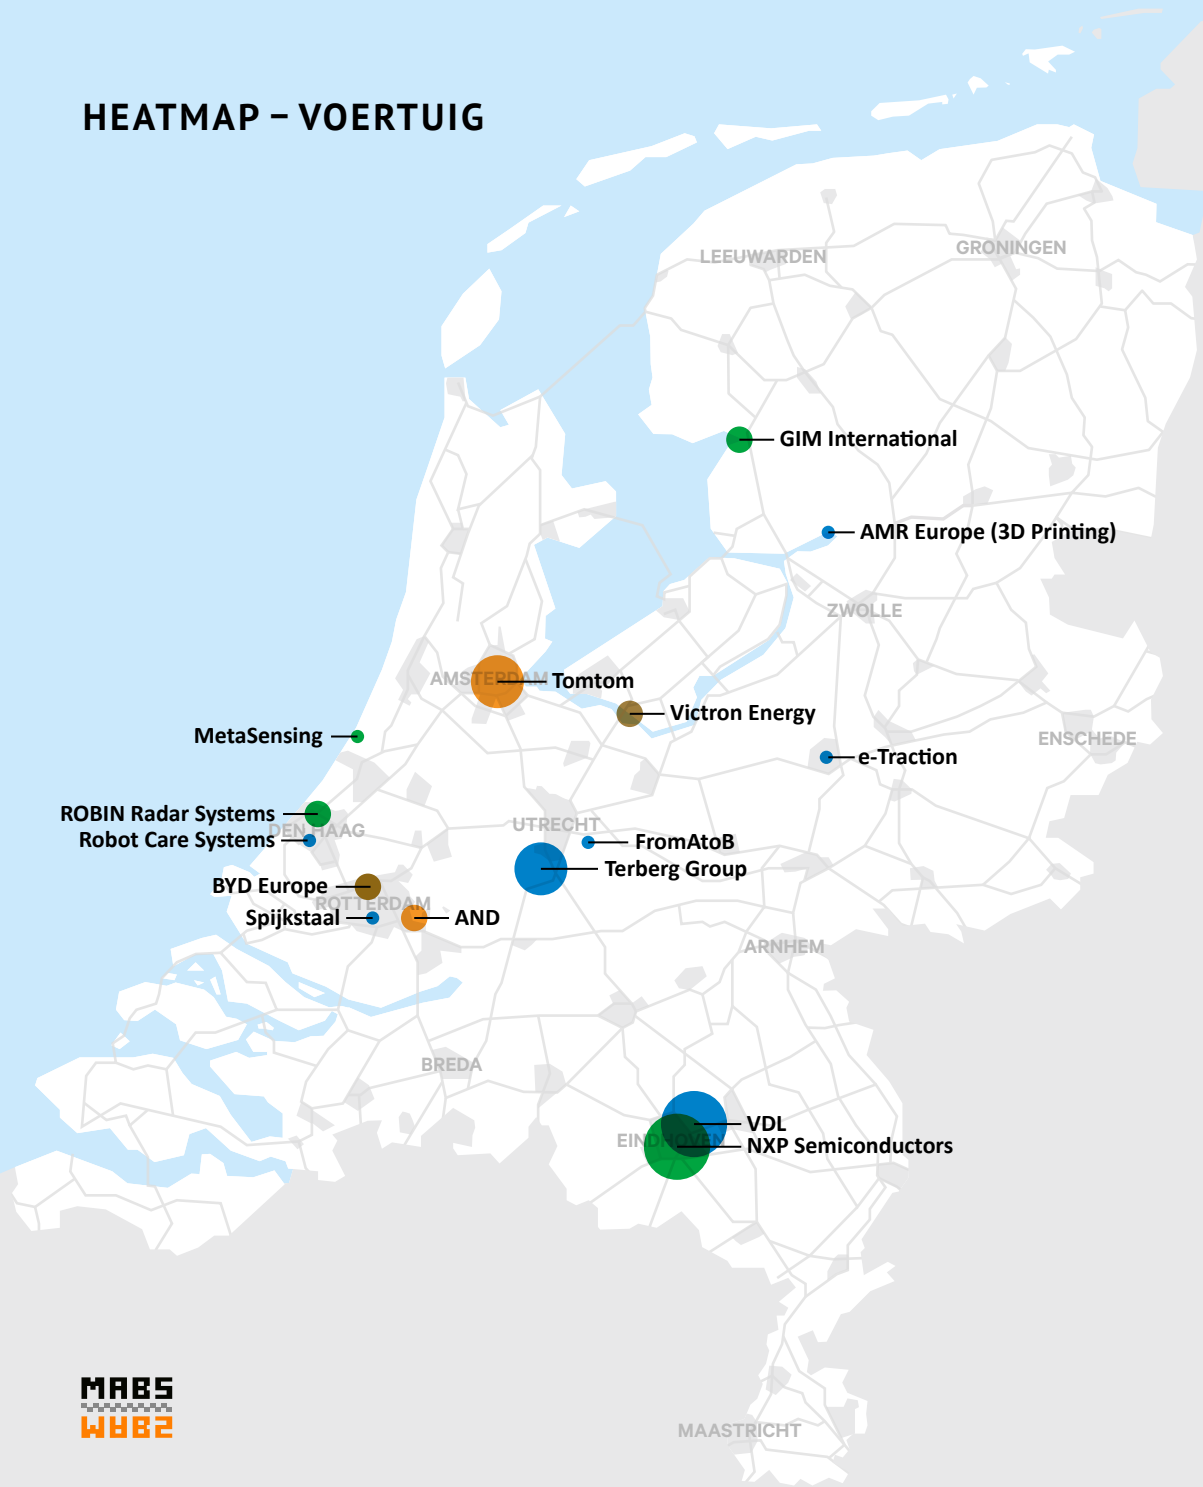 HEATMAP – VOERTUIG
GRONINGEN
LEEUWARDEN
GIM International
AMR Europe (3D Printing)
ZWOLLE
AMSTERDAM
Tomtom
Victron Energy
MetaSensing
ENSCHEDE
e-Traction
ROBIN Radar Systems
DEN HAAG
Robot Care Systems
UTRECHT
FromAtoB
Terberg Group
BYD Europe
ROTTERDAM
Spijkstaal
AND
ARNHEM
BREDA
VDL
EINDHOVEN
NXP Semiconductors
MABS
MABS
MAASTRICHT